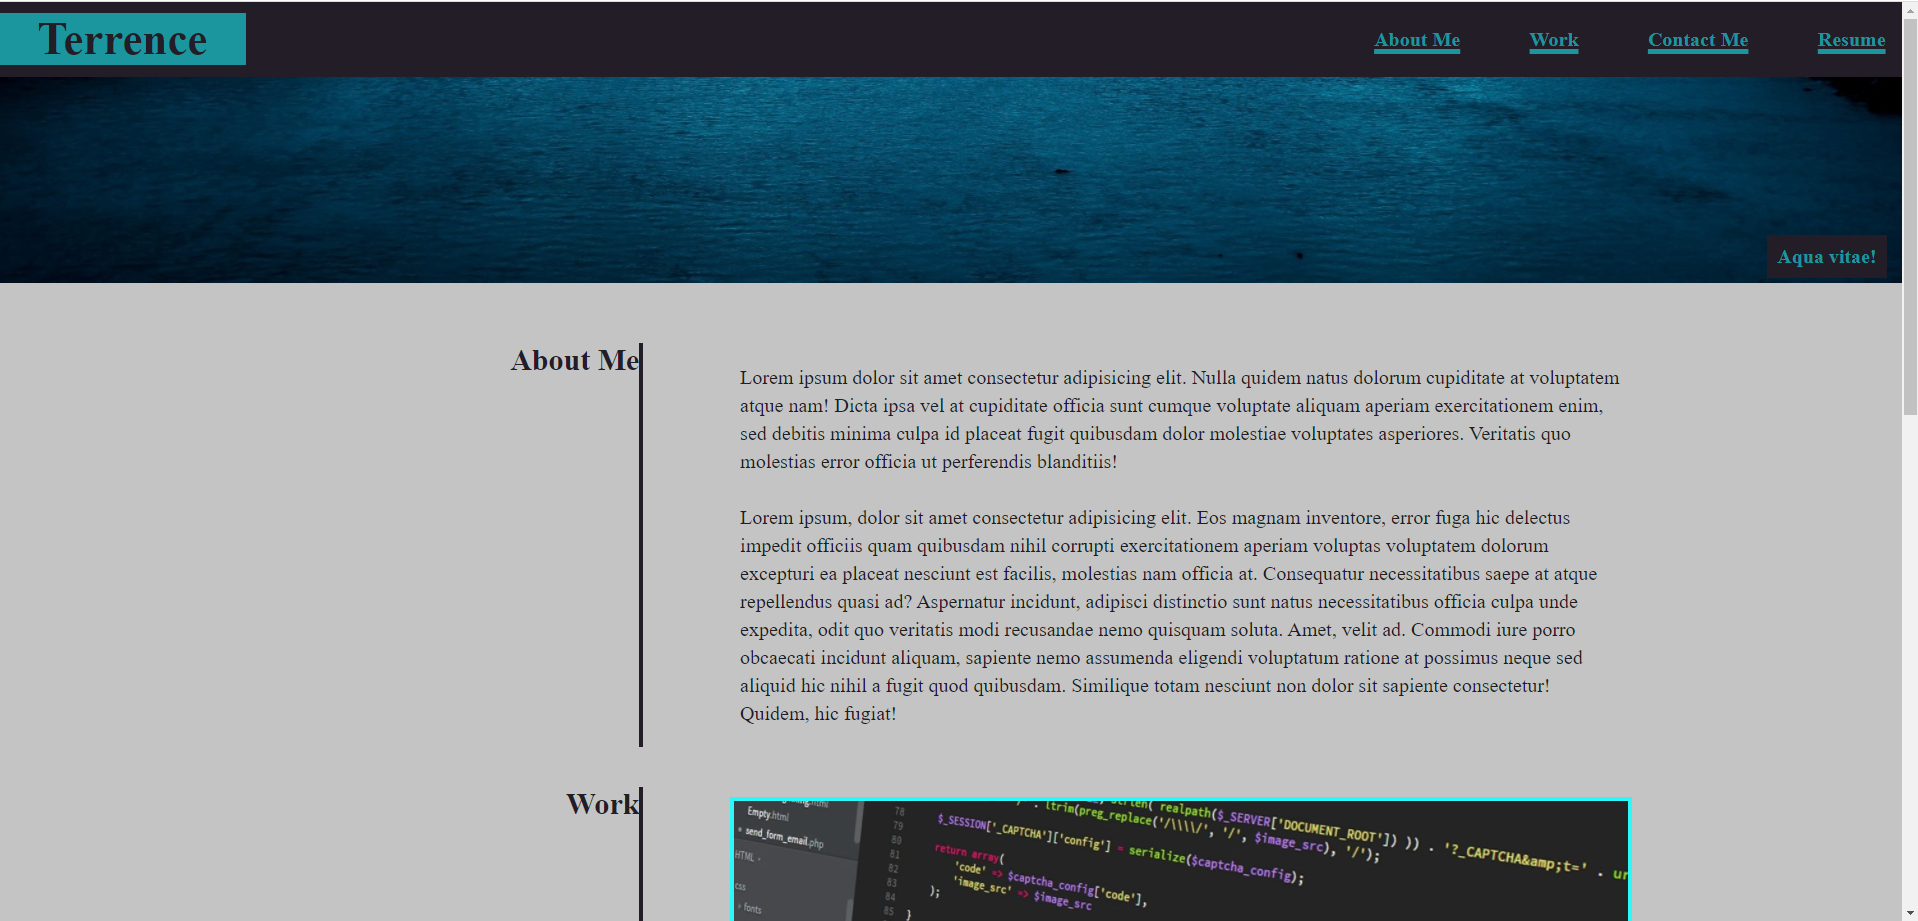 Terrence
About Me Work Contact Me Resume
Aqua vitae!
About Me
Lorem ipsum dolor sit amet consectetur adipisicing elit. Nulla quidem natus dolorum cupiditate at voluptatem
atque nam! Dicta ipsa vel at cupiditate officia sunt cumque voluptate aliquam aperiam exercitationem enim,
sed debitis minima culpa id placeat fugit quibusdam dolor molestiae voluptates asperiores. Veritatis quo
molestias error officia ut perferendis blanditiis!
Lorem ipsum, dolor sit amet consectetur adipisicing elit. Eos magnam inventore, error fuga hic delectus
impedit officiis quam quibusdam nihil corrupti exercitationem aperiam voluptas voluptatem dolorum
excepturi ea placeat nesciunt est facilis, molestias nam officia at. Consequatur necessitatibus saepe at atque
repellendus quasi ad? Aspernatur incidunt, adipisci distinctio sunt natus necessitatibus officia culpa unde
expedita, odit quo veritatis modi recusandae nemo quisquam soluta. Amet, velit ad. Commodi iure porro
obcaecati incidunt aliquam, sapiente nemo assumenda eligendi voluptatum ratione at possimus neque sed
aliquid hic nihil a fugit quod quibusdam. Similique totam nesciunt non dolor sit sapiente consectetur!
Quidem, hic fugiat!
Work
Empty.html
send_form_email.php
HTML
css
fonts
78
79
80
81
82
83
84
85
ltrim(preg_replace('/\\\\/', '/', $image_src), '/');
realpath($_SERVER['DOCUMENT_ROOT']) )) . '?_CAPTCHA&amp;t=' . ur
$_SESSION['_CAPTCHA']['config'] = serialize($captcha_config);
return array(
'code' => $captcha_config['code'],
'image_src' => $image_src
);
}